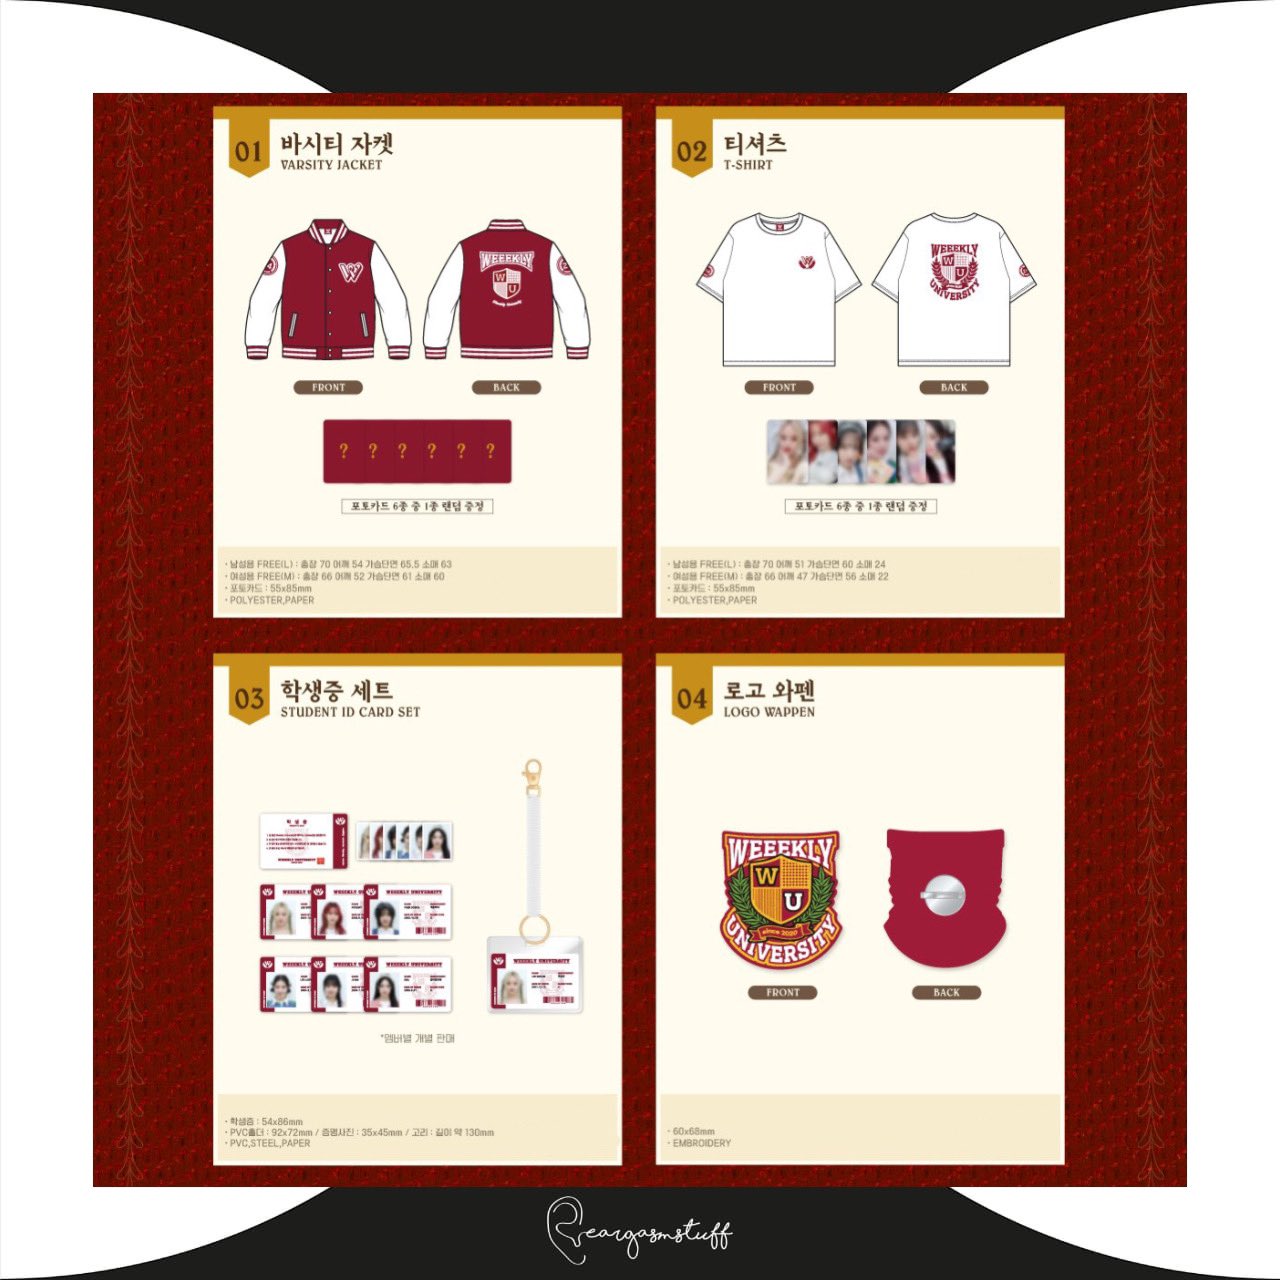 01
바시티 자켓
VARSITY JACKET
WEEEKLY
W
U
FRONT
BACK
? ? ? ? ? ?
포토카드 6종 중 1종 랜덤 증정
· 남성용 FREE(L) : 총장 70 어깨 54 가슴단면 65.5 소매 63
· 여성용 FREE(M) : 총장 66 어깨 52 가슴단면 61 소매 60
· 포토카드 : 55x85mm
· POLYESTER,PAPER
02
티셔츠
T-SHIRT
WEEEKLY
W
U
UNIVERSITY
FRONT
BACK
포토카드 6종 중 1종 랜덤 증정
· 남성용 FREE(L) : 총장 70 어깨 51 가슴단면 60 소매 24
· 여성용 FREE(M) : 총장 66 어깨 47 가슴단면 56 소매 22
· 포토카드 : 55x85mm
· POLYESTER,PAPER
03
학생증 세트
STUDENT ID CARD SET
학 생 증
WEEEKLY UNIVERSITY
WEEEKLY UNIVERSITY
WEEEKLY UNIVERSITY
WEEEKLY UNIVERSITY
*멤버별 개별 판매
· 학생증 : 54x86mm
· PVC홀더 : 92x72mm / 증명사진 : 35x45mm / 고리 : 길이 약 130mm
· PVC,STEEL,PAPER
04
로고 와펜
LOGO WAPPEN
WEEEKLY
W
U
since 2020
UNIVERSITY
FRONT
BACK
· 60x68mm
· EMBROIDERY
eargasmstuff